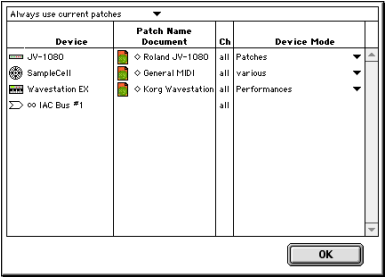 Always use current patches
Device Patch Name Document Ch Device Mode
JV-1080 ◇ Roland JV-1080 all Patches
SampleCell ◇ General MIDI all various
Wavestation EX ◇ Korg Wavestation all Performances
∞ IAC Bus #1 all
OK